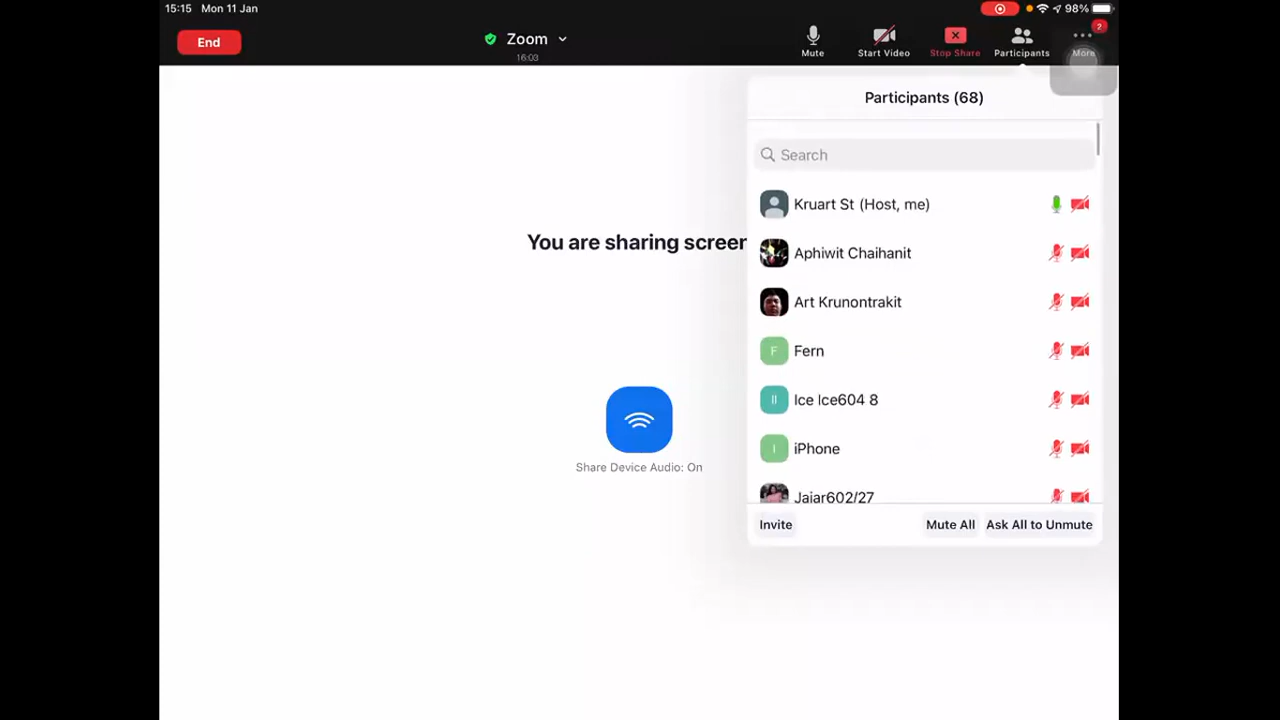 15:15 Mon 11 Jan
98%
End
Zoom
16:03
Mute
Start Video
Stop Share
Participants
2
More
Participants (68)
Search
You are sharing screen
Kruart St (Host, me)
Aphiwit Chaihanit
Art Krunontrakit
F
Fern
II
Ice Ice604 8
I
iPhone
Jaiar602/27
Share Device Audio: On
Invite
Mute All
Ask All to Unmute